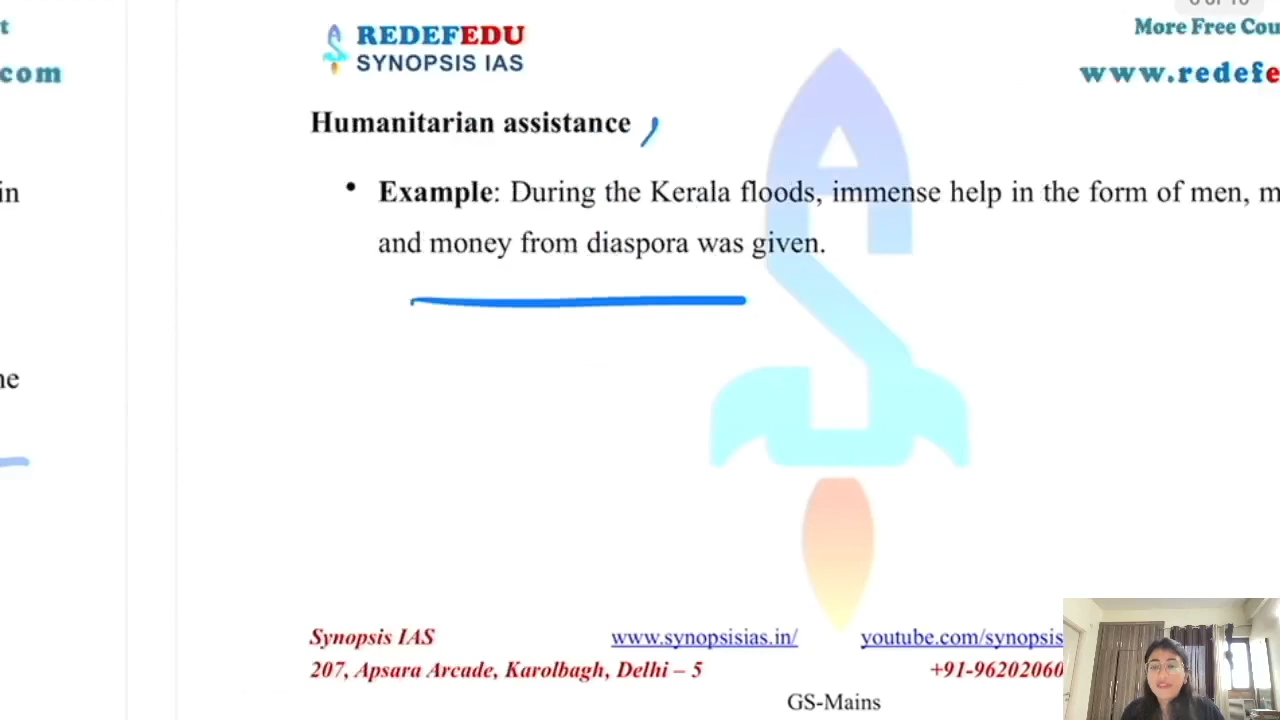 REDEFEDU
SYNOPSIS IAS
More Free
.com
www.redefe
Humanitarian assistance
in
• Example: During the Kerala floods, immense help in the form of men,
and money from diaspora was given.
Synopsis IAS
www.synopsisias.in/
youtube.com/synopsis
207, Apsara Arcade, Karolbagh, Delhi – 5
+91-96202060
GS-Mains